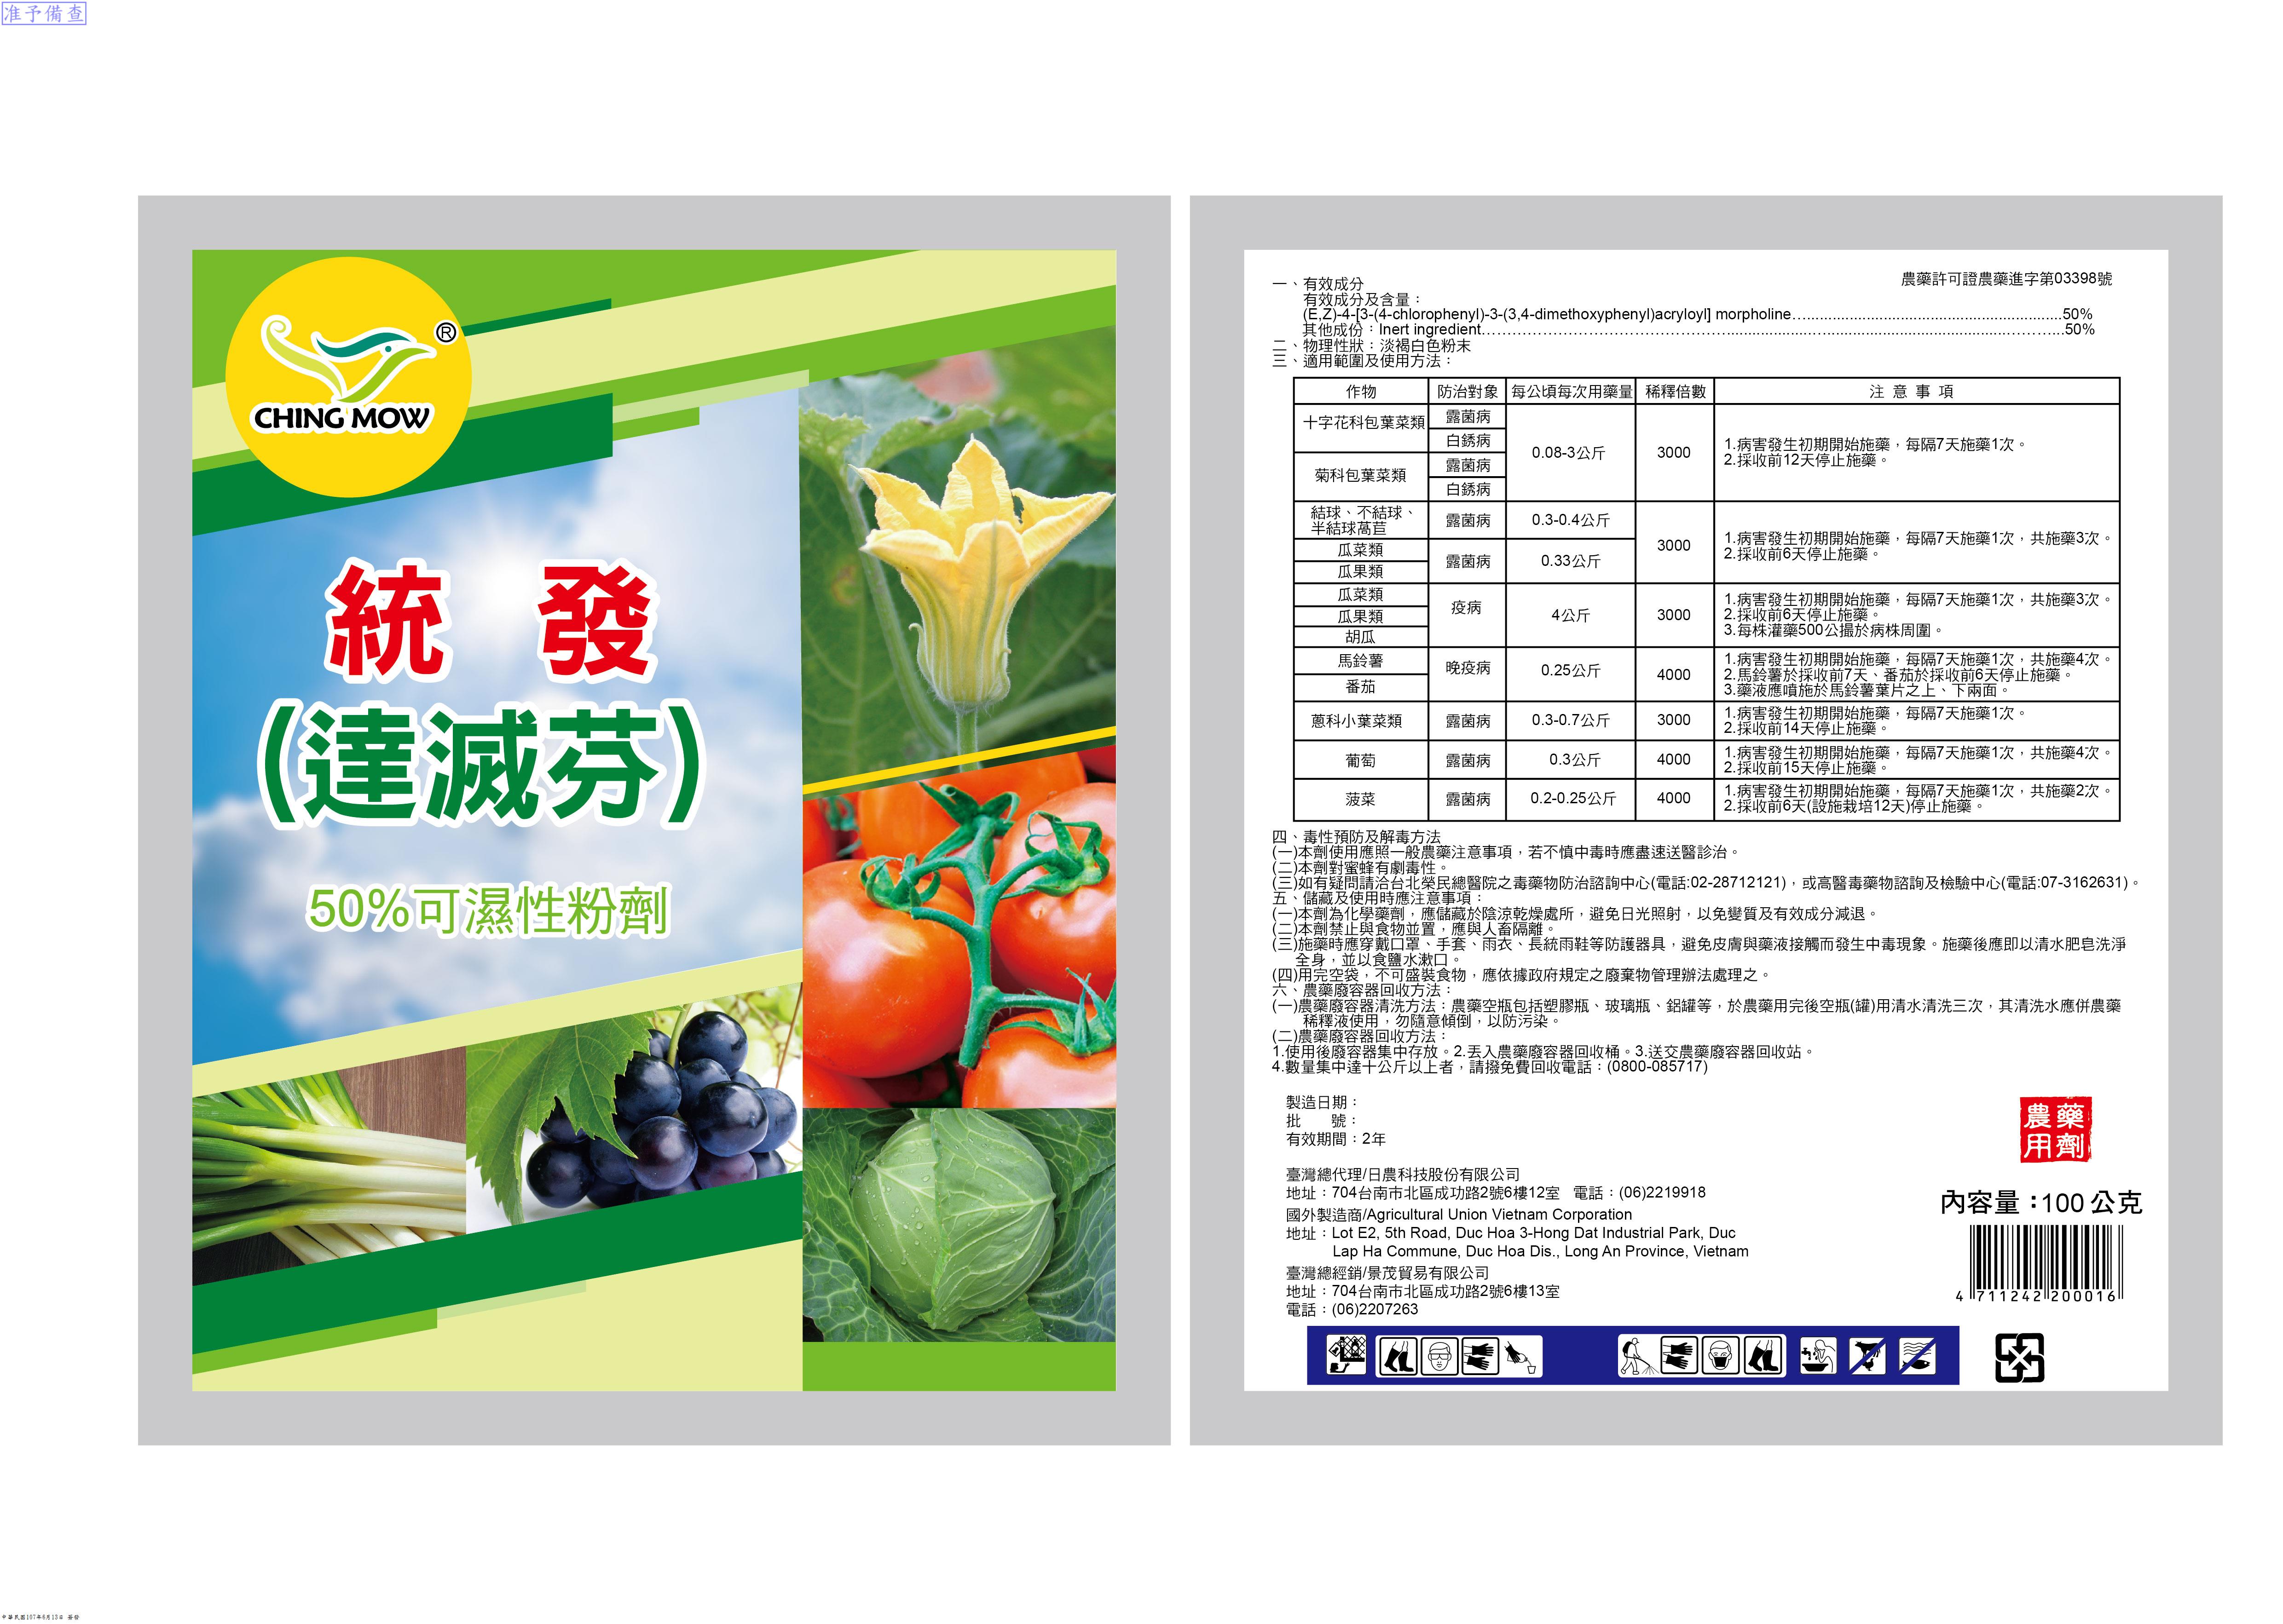 准予備查
CHING MOW®
統 發
(達滅芬)
50%可濕性粉劑
農藥許可證農藥進字第03398號
一、有效成分
有效成分及含量：
(E,Z)-4-[3-(4-chlorophenyl)-3-(3,4-dimethoxyphenyl)acryloyl] morpholine......................................................50%
其他成份：Inert ingredient......................................................50%
二、物理性狀：淡褐白色粉末
三、適用範圍及使用方法：
作物 防治對象 每公頃每次用藥量 稀釋倍數 注 意 事 項
十字花科包葉菜類 露菌病
白銹病
菊科包葉菜類 露菌病
白銹病
0.08-3公斤 3000 1.病害發生初期開始施藥，每隔7天施藥1次。
2.採收前12天停止施藥。
結球、不結球、
半結球萵苣 露菌病 0.3-0.4公斤
瓜菜類
瓜果類 露菌病 0.33公斤
3000 1.病害發生初期開始施藥，每隔7天施藥1次，共施藥3次。
2.採收前6天停止施藥。
瓜菜類
瓜果類
胡瓜
疫病 4公斤 3000 1.病害發生初期開始施藥，每隔7天施藥1次，共施藥3次。
2.採收前6天停止施藥。
3.每株灌藥500公撮於病株周圍。
馬鈴薯
番茄
晚疫病 0.25公斤 4000 1.病害發生初期開始施藥，每隔7天施藥1次，共施藥4次。
2.馬鈴薯於採收前7天、番茄於採收前6天停止施藥。
3.藥液應噴施於馬鈴薯葉片之上、下兩面。
蔥科小葉菜類 露菌病 0.3-0.7公斤 3000 1.病害發生初期開始施藥，每隔7天施藥1次。
2.採收前14天停止施藥。
葡萄 露菌病 0.3公斤 4000 1.病害發生初期開始施藥，每隔7天施藥1次，共施藥4次。
2.採收前15天停止施藥。
菠菜 露菌病 0.2-0.25公斤 4000 1.病害發生初期開始施藥，每隔7天施藥1次，共施藥2次。
2.採收前6天(設施栽培12天)停止施藥。
四、毒性預防及解毒方法
(一)本劑使用應照一般農藥注意事項，若不慎中毒時應盡速送醫診治。
(二)本劑對蜜蜂有劇毒性。
(三)如有疑問請洽台北榮民總醫院之毒藥物防治諮詢中心(電話:02-28712121)，或高醫毒藥物諮詢及檢驗中心(電話:07-3162631)。
五、儲藏及使用時應注意事項：
(一)本劑為化學藥劑，應儲藏於陰涼乾燥處所，避免日光照射，以免變質及有效成分減退。
(二)本劑禁止與食物並置，應與人畜隔離。
(三)施藥時應穿戴口罩、手套、雨衣、長統雨鞋等防護器具，避免皮膚與藥液接觸而發生中毒現象。施藥後應即以清水肥皂洗淨
全身，並以食鹽水漱口。
(四)用完空袋，不可盛裝食物，應依據政府規定之廢棄物管理辦法處理之。
六、農藥廢容器回收方法：
(一)農藥廢容器清洗方法：農藥空瓶包括塑膠瓶、玻璃瓶、鋁罐等，於農藥用完後空瓶(罐)用清水清洗三次，其清洗水應併農藥
稀釋液使用，勿隨意傾倒，以防污染。
(二)農藥廢容器回收方法：
1.使用後廢容器集中存放。2.丟入農藥廢容器回收桶。3.送交農藥廢容器回收站。
4.數量集中達十公斤以上者，請撥免費回收電話：(0800-085717)
製造日期：
批 號：
有效期間：2年
農藥
用劑
臺灣總代理/日農科技股份有限公司
地址：704台南市北區成功路2號6樓12室 電話：(06)2219918
國外製造商/Agricultural Union Vietnam Corporation
地址：Lot E2, 5th Road, Duc Hoa 3-Hong Dat Industrial Park, Duc
Lap Ha Commune, Duc Hoa Dis., Long An Province, Vietnam
臺灣總經銷/景茂貿易有限公司
地址：704台南市北區成功路2號6樓13室
電話：(06)2207263
內容量：100公克
4 711242 200016
中華民國107年6月13日 簽發